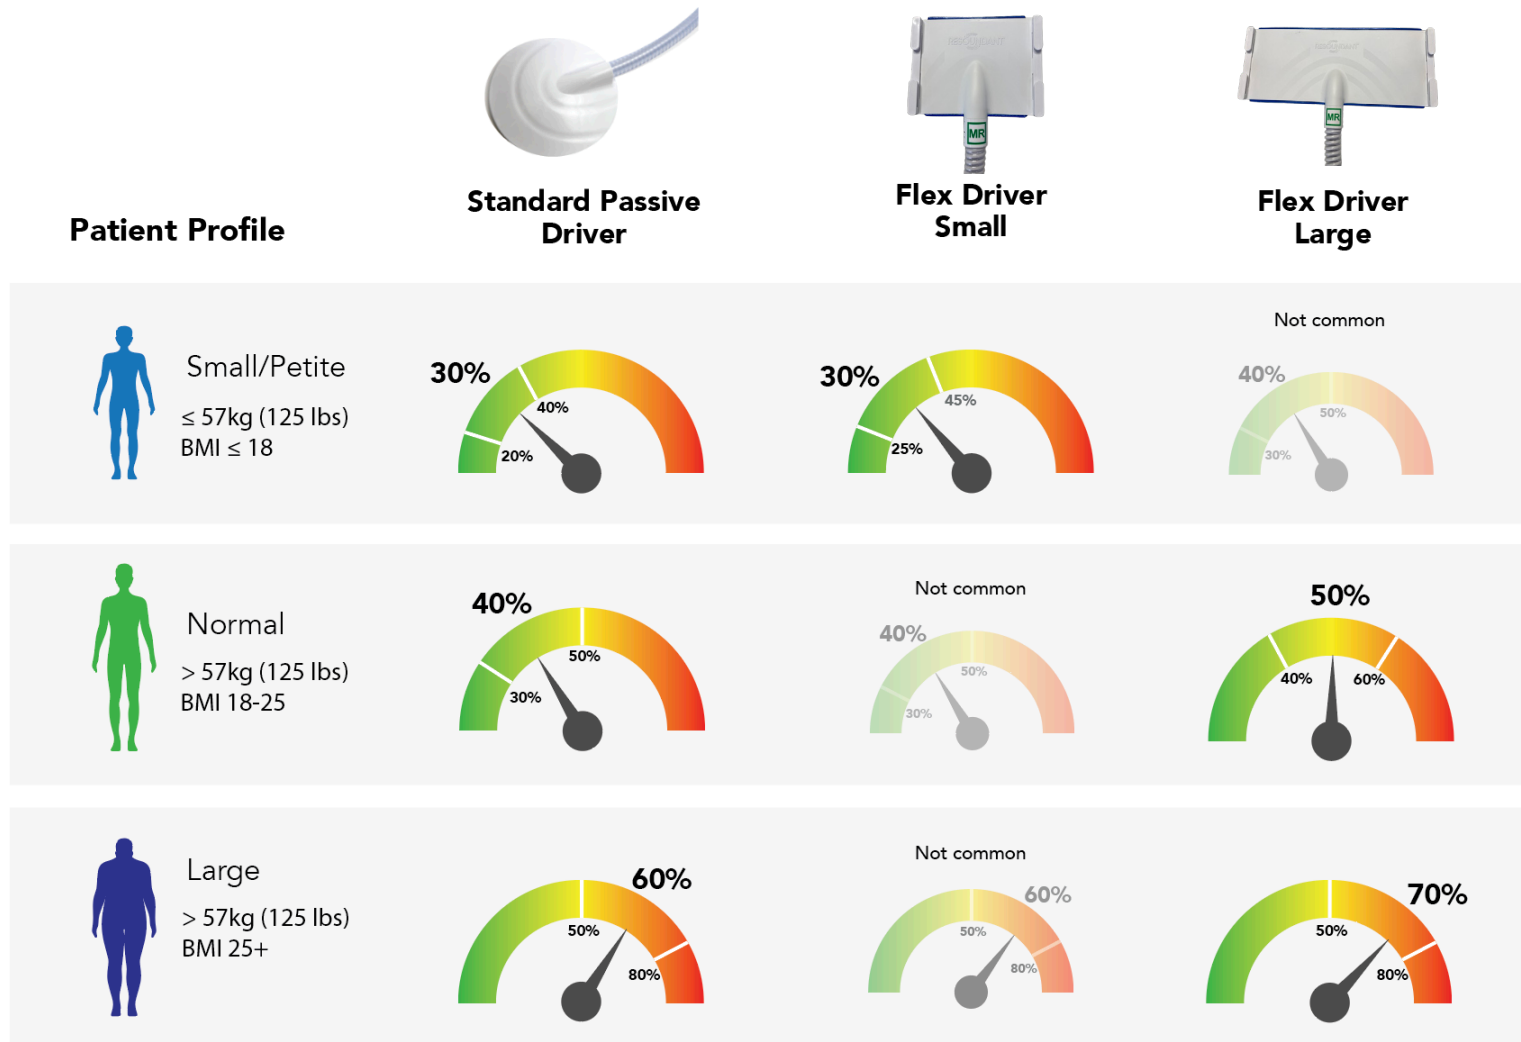 MR
MR
Standard Passive
Driver
Flex Driver
Small
Flex Driver
Large
Patient Profile
Small/Petite
≤ 57kg (125 lbs)
BMI ≤ 18
30%
40%
20%
30%
45%
25%
Not common
40%
50%
30%
Normal
> 57kg (125 lbs)
BMI 18-25
40%
50%
30%
Not common
40%
50%
30%
50%
40%
60%
Large
> 57kg (125 lbs)
BMI 25+
60%
50%
80%
Not common
60%
50%
80%
70%
50%
80%